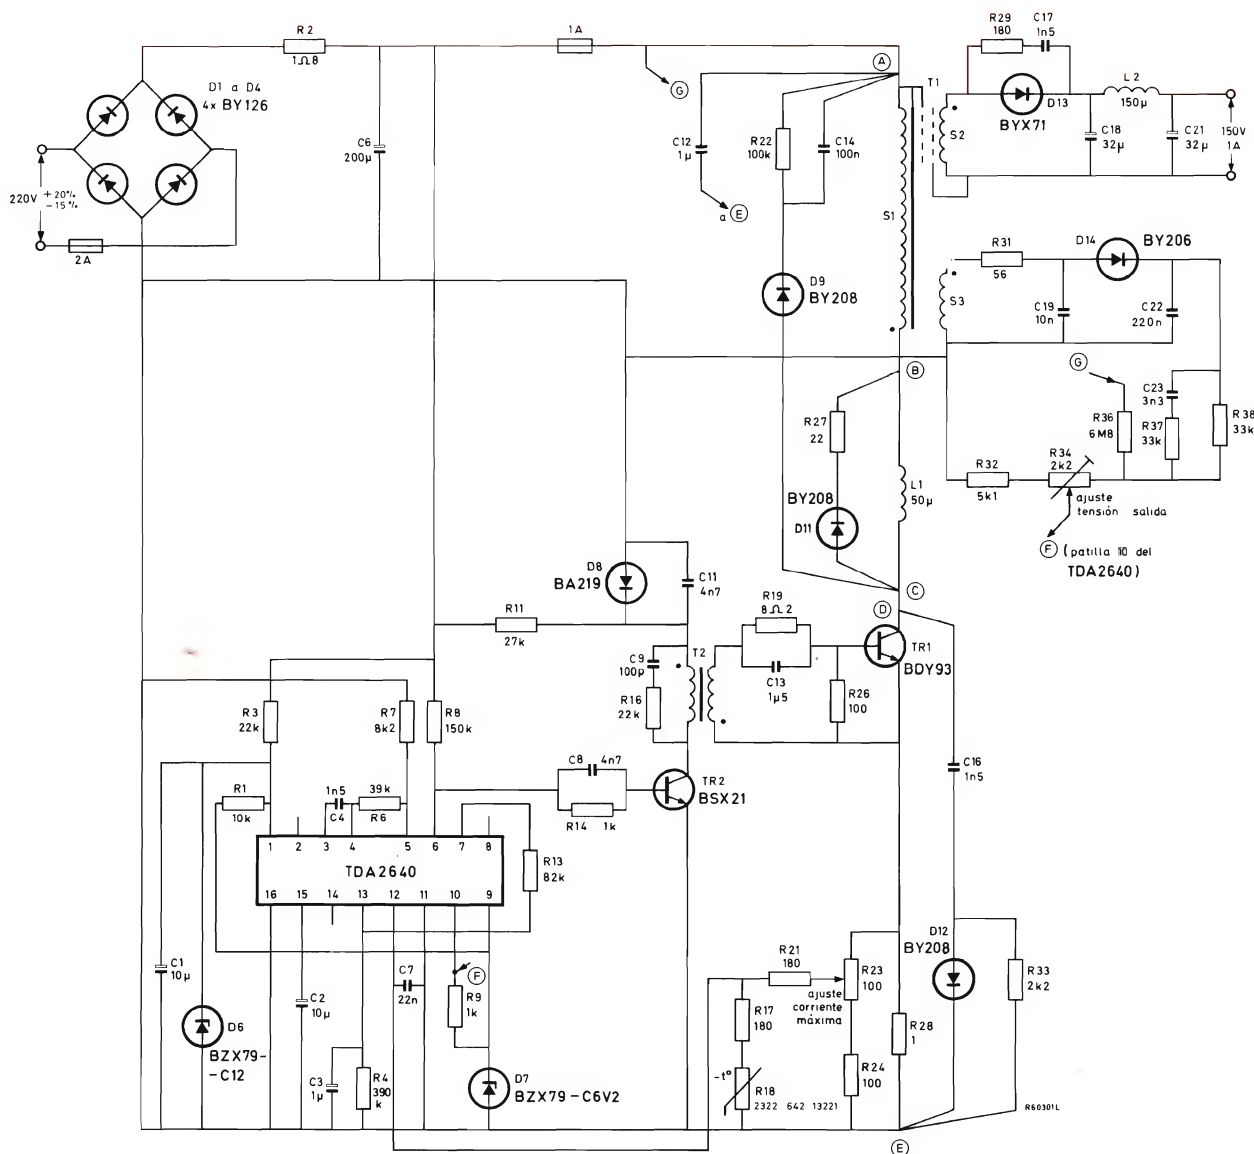 R2
1Ω8
1A
R29
180
C17
1n5
D1 a D4
4x BY126
A
G
T1
L2
150µ
D13
BYX71
S2
C18
32µ
C21
32µ
150V
1A
C6
200µ
C12
1µ
R22
100k
C14
100n
a E
220V +20%
-15%
2A
S1
R31
56
D14
BY206
D9
BY208
S3
C19
10n
C22
220n
B
G
C23
3n3
R27
22
R36
6M8
R37
33k
R38
33k
R34
2k2
R32
5k1
L1
50µ
BY208
D11
ajuste
tensión salida
F (patilla 10 del
TDA2640)
D8
BA219
C11
4n7
C
R11
27k
R19
8Ω2
D
TR1
BDY93
C9
100p
T2
C13
1µ5
R16
22k
R26
100
R3
22k
R7
8k2
R8
150k
C8
4n7
C16
1n5
TR2
BSX21
R1
10k
1n5
C4
39k
R6
R14 1k
1 2 3 4 5 6 7 8
TDA2640
16 15 14 13 12 11 10 9
R13
82k
C1
10µ
C7
22n
F
R9
1k
R21
180
R23
100
ajuste
corriente
máxima
D12
BY208
R33
2k2
C2
10µ
D6
BZX79-
-C12
R17
180
R28
1
C3
1µ
R4
390
k
D7
BZX79-C6V2
-t°
R18
2322 642 13221
R24
100
R60301L
E